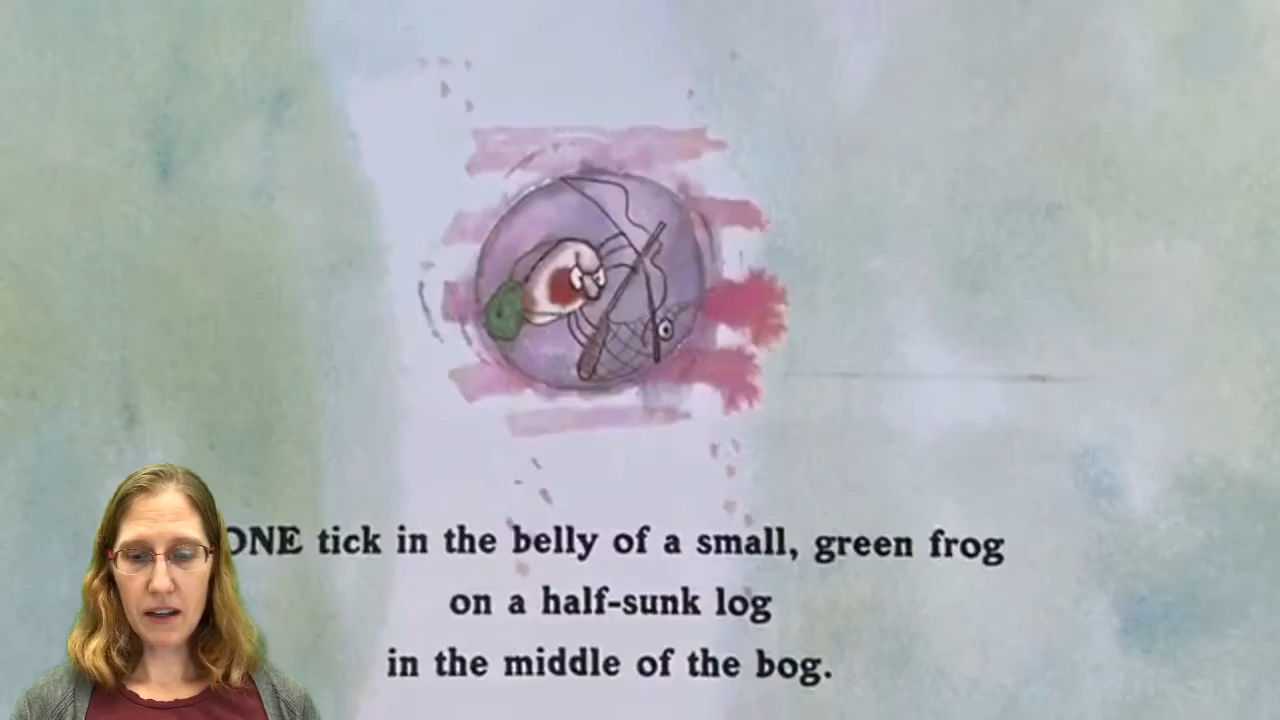 ONE tick in the belly of a small, green frog
on a half-sunk log
in the middle of the bog.